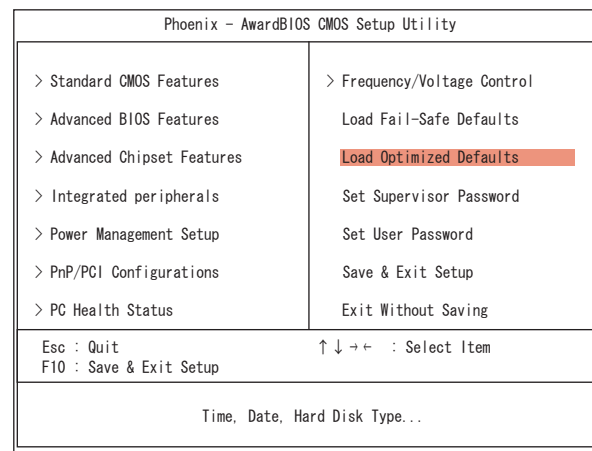 Phoenix - AwardBIOS CMOS Setup Utility
> Standard CMOS Features
> Advanced BIOS Features
> Advanced Chipset Features
> Integrated peripherals
> Power Management Setup
> PnP/PCI Configurations
> PC Health Status
> Frequency/Voltage Control
Load Fail-Safe Defaults
Load Optimized Defaults
Set Supervisor Password
Set User Password
Save & Exit Setup
Exit Without Saving
Esc : Quit
F10 : Save & Exit Setup
↑↓→← : Select Item
Time, Date, Hard Disk Type...